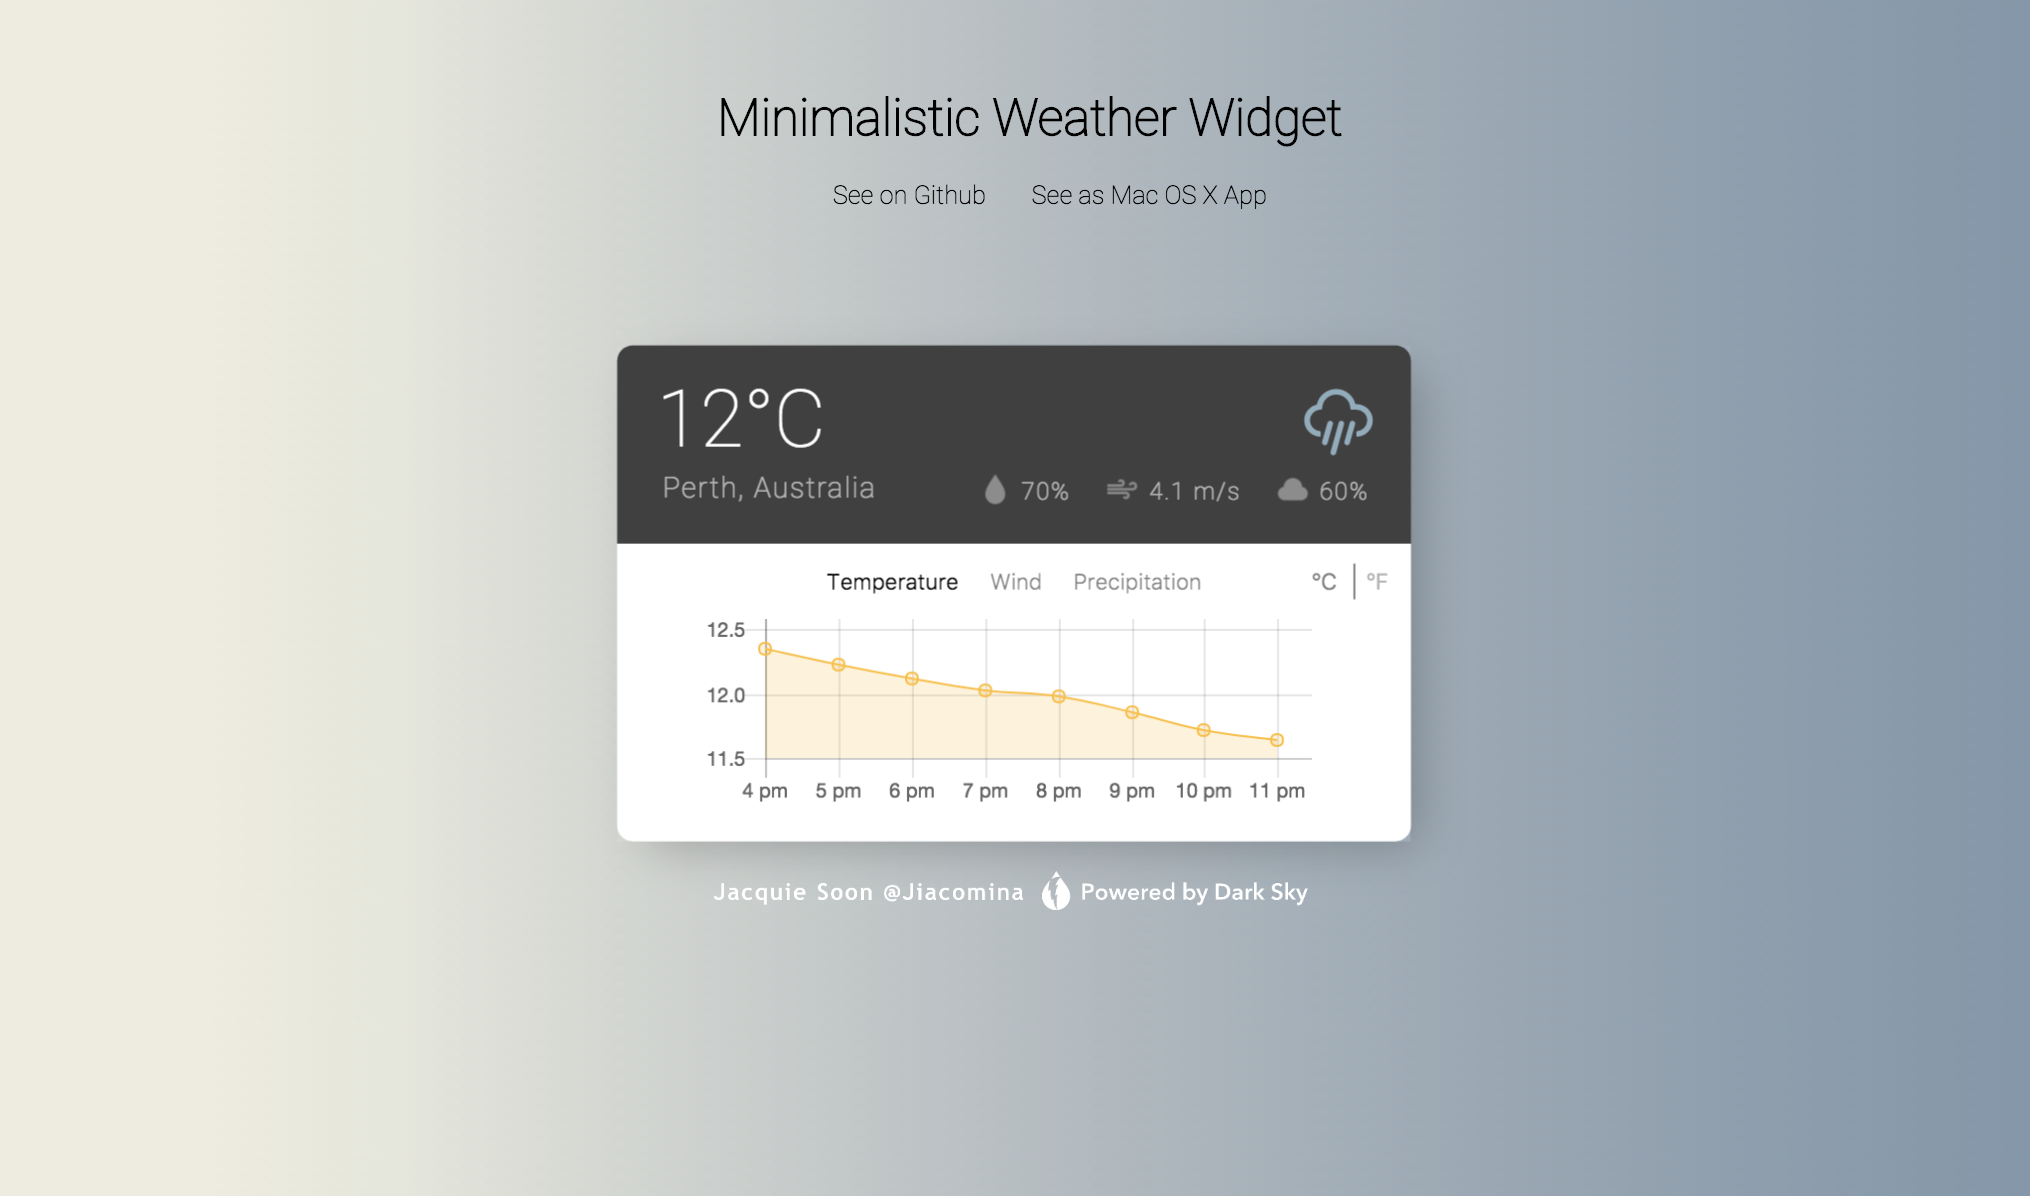 Minimalistic Weather Widget
See on Github See as Mac OS X App
12°C
Perth, Australia 70% 4.1 m/s 60%
Temperature Wind Precipitation °C °F
12.5
12.0
11.5
4 pm 5 pm 6 pm 7 pm 8 pm 9 pm 10 pm 11 pm
Jacquie Soon @Jiacomina Powered by Dark Sky